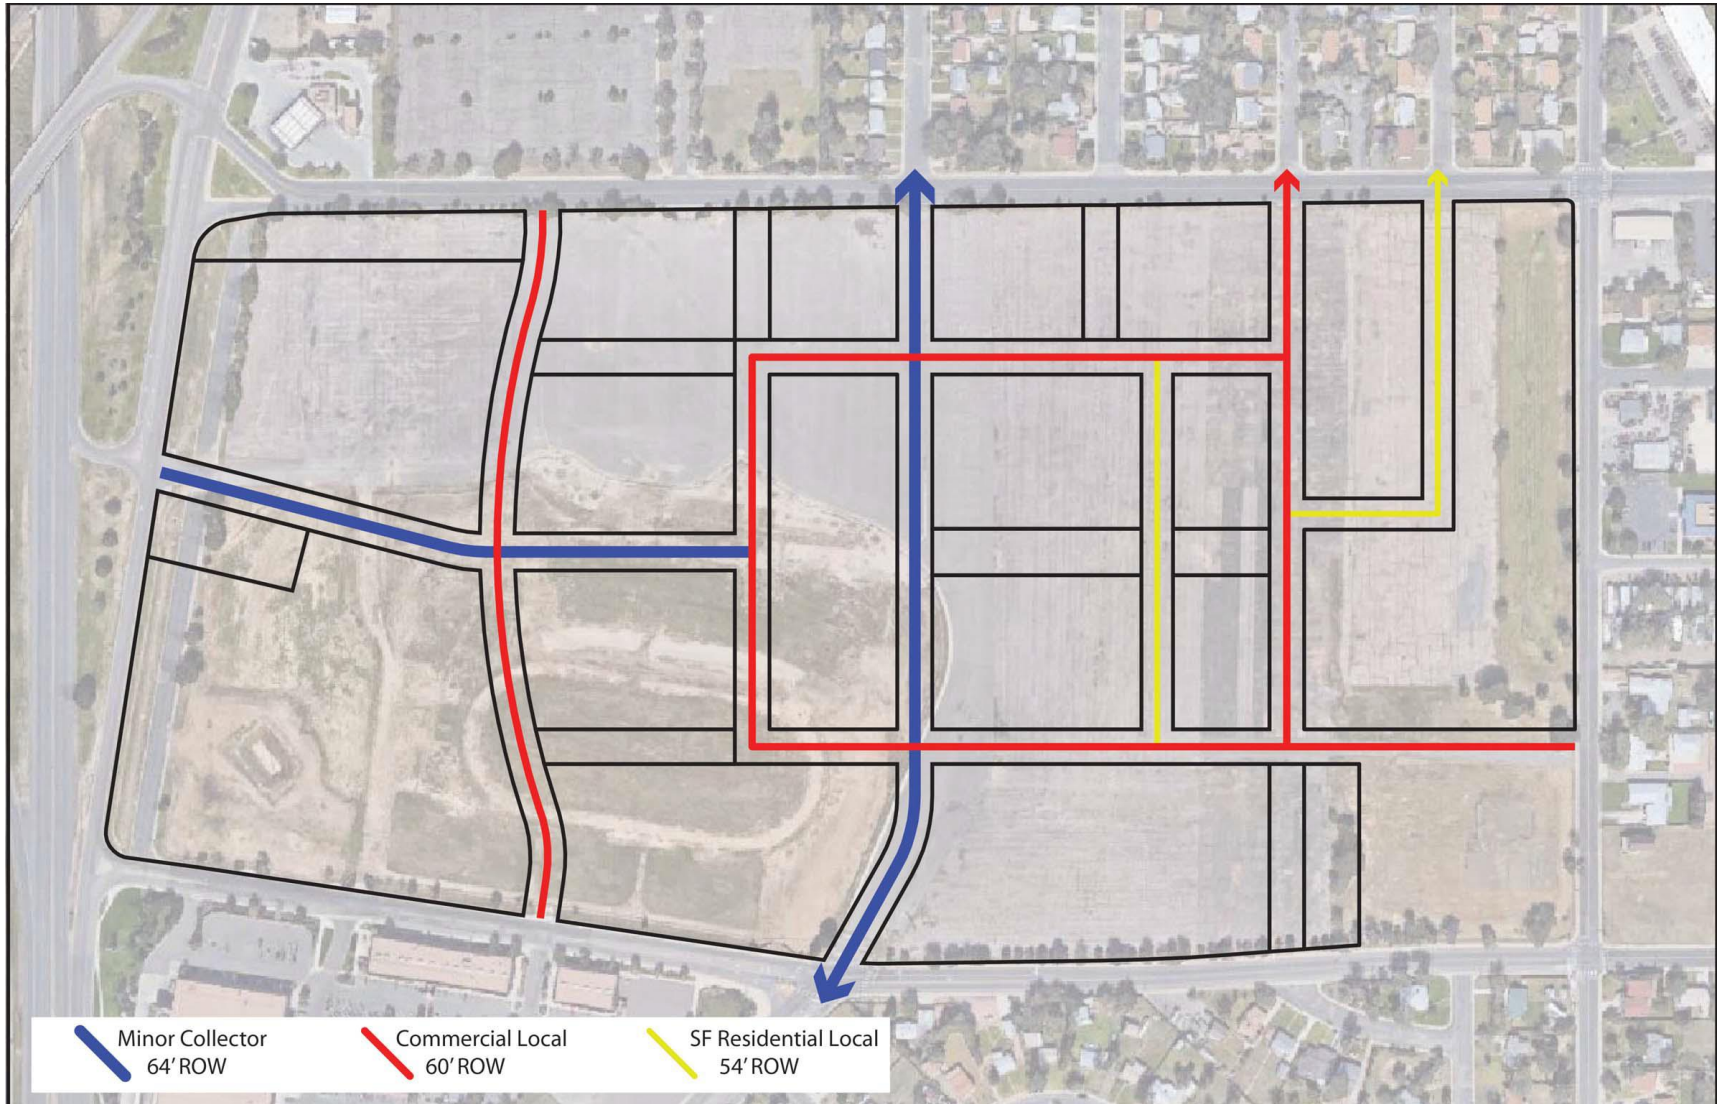 Minor Collector
64' ROW
Commercial Local
60' ROW
SF Residential Local
54' ROW